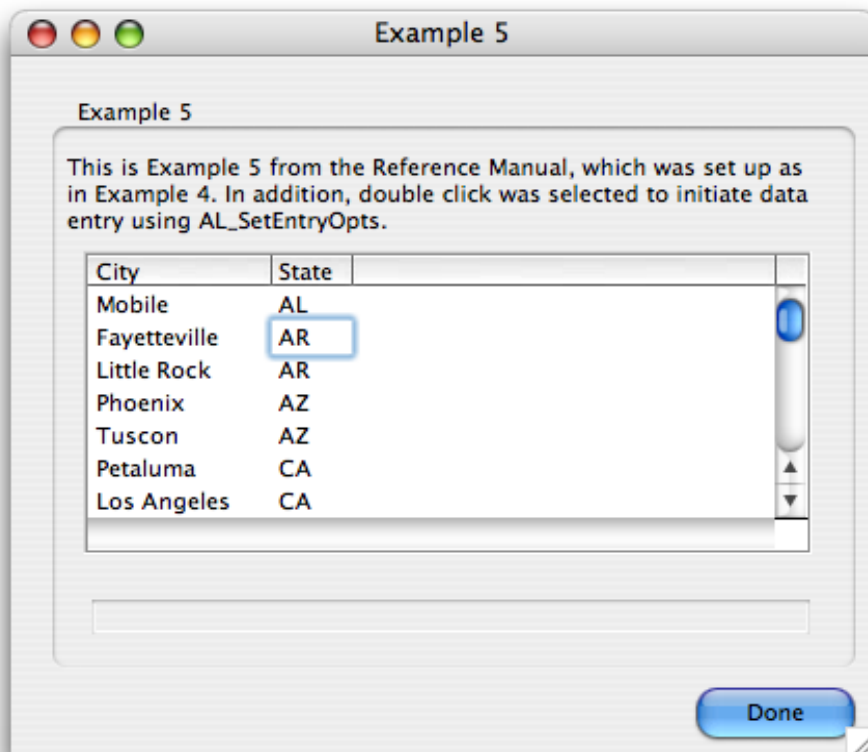 Example 5
Example 5
This is Example 5 from the Reference Manual, which was set up as
in Example 4. In addition, double click was selected to initiate data
entry using AL_SetEntryOpts.
City State
Mobile AL
Fayetteville AR
Little Rock AR
Phoenix AZ
Tuscon AZ
Petaluma CA
Los Angeles CA
Done